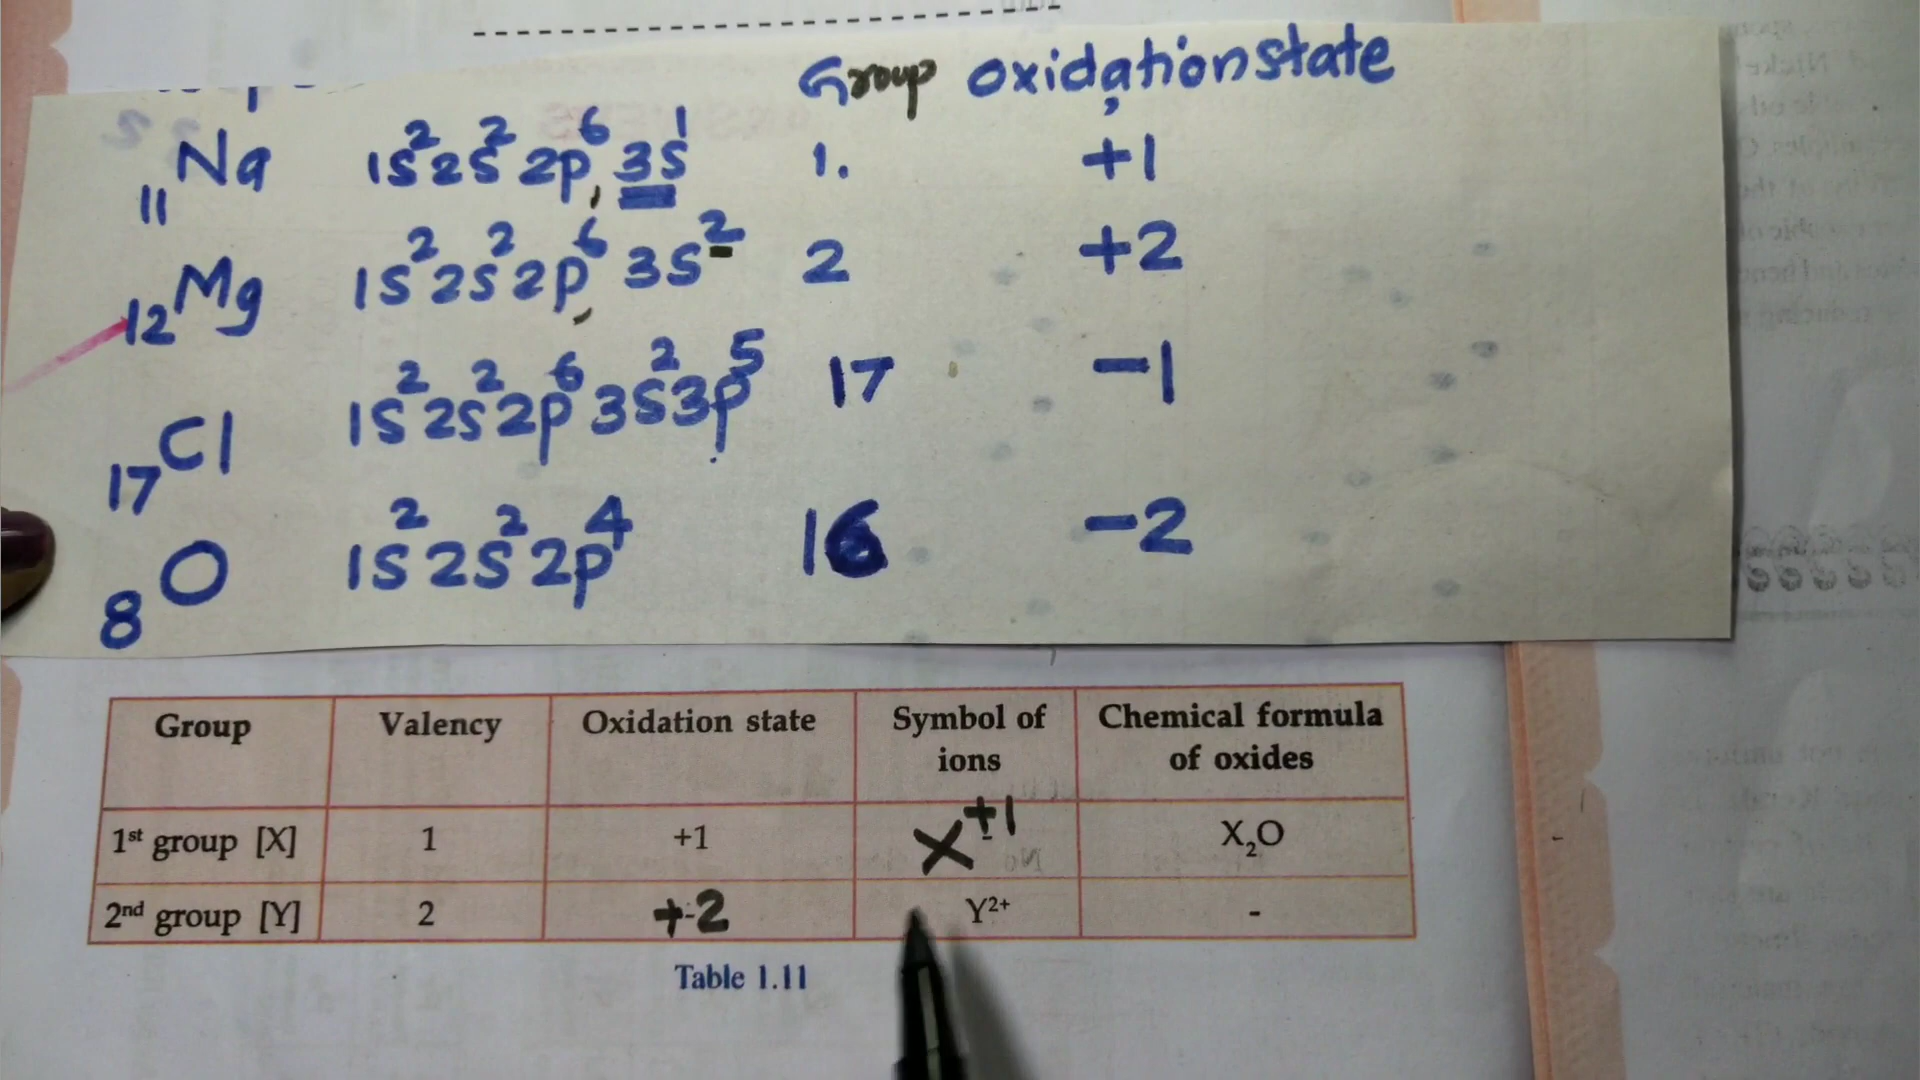 Group oxidation state
11Na 1s² 2s² 2p⁶ 3s¹ 1. +1
12Mg 1s² 2s² 2p⁶ 3s² 2 +2
17Cl 1s² 2s² 2p⁶ 3s² 3p⁵ 17 -1
8O 1s² 2s² 2p⁴ 16 -2
Group Valency Oxidation state Symbol of ions Chemical formula of oxides
1st group [X] 1 +1 X⁺¹ X₂O
2nd group [Y] 2 +2 Y²⁺ -
Table 1.11